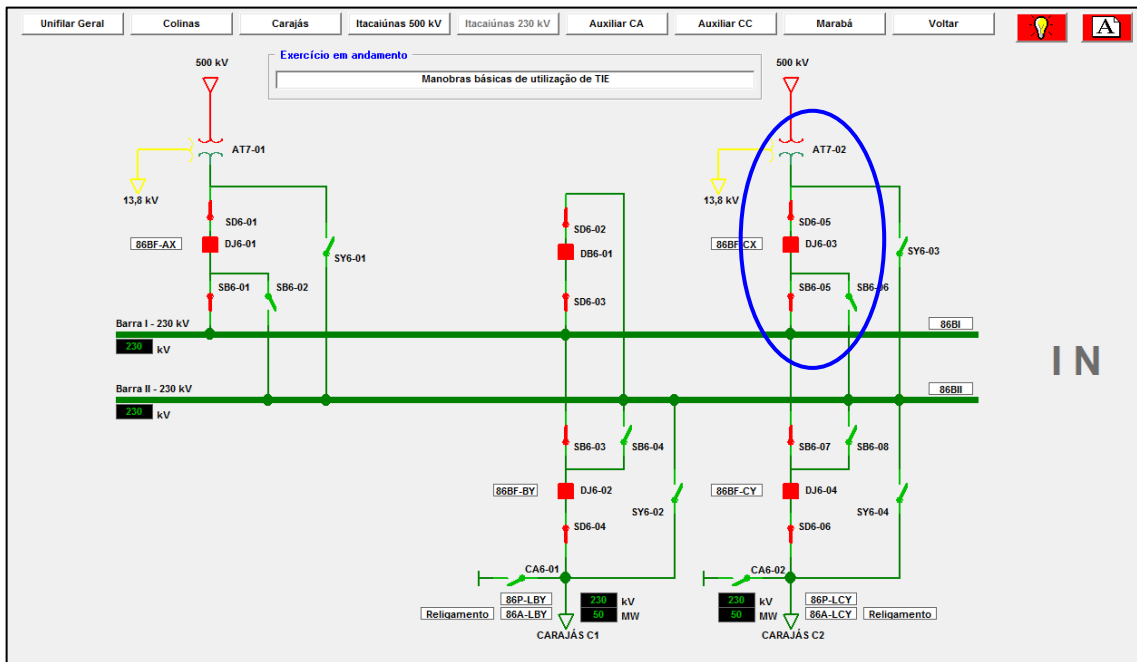 Unifilar Geral
Colinas
Carajás
Itacaiúnas 500 kV
Itacaiúnas 230 kV
Auxiliar CA
Auxiliar CC
Marabá
Voltar
A
Exercício em andamento
Manobras básicas de utilização de TIE
500 kV
500 kV
AT7-01
AT7-02
13,8 kV
13,8 kV
SD6-01
SD6-02
SD6-05
86BF-AX
DJ6-01
DB6-01
86BF-CX
DJ6-03
SY6-01
SY6-03
SB6-01
SB6-02
SD6-03
SB6-05
SB6-06
Barra I - 230 kV
86BI
230 kV
I N
Barra II - 230 kV
86BII
230 kV
SB6-03
SB6-04
SB6-07
SB6-08
86BF-BY
DJ6-02
86BF-CY
DJ6-04
SY6-02
SY6-04
SD6-04
SD6-06
CA6-01
CA6-02
86P-LBY
230 kV
230 kV
86P-LCY
Religamento
86A-LBY
50 MW
50 MW
86A-LCY
Religamento
CARAJÁS C1
CARAJÁS C2